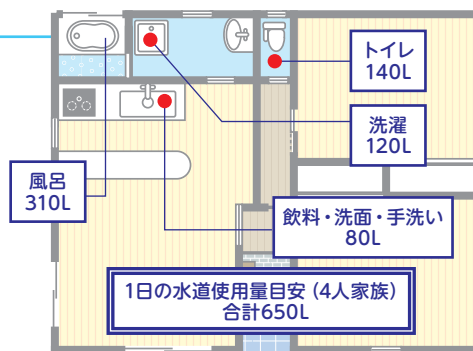 トイレ
140L
洗濯
120L
風呂
310L
飲料・洗面・手洗い
80L
1日の水道使用量目安（4人家族）
合計650L